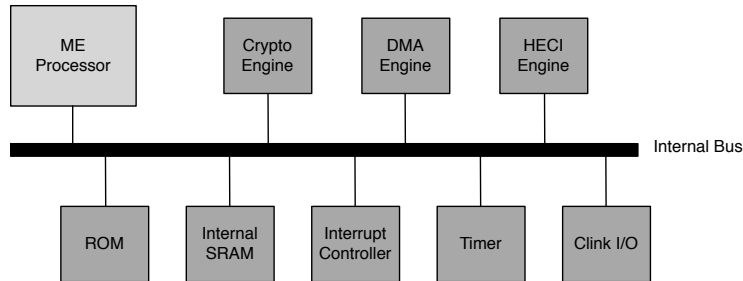 ME
Processor
Crypto
Engine
DMA
Engine
HECI
Engine
Internal Bus
ROM
Internal
SRAM
Interrupt
Controller
Timer
Clink I/O